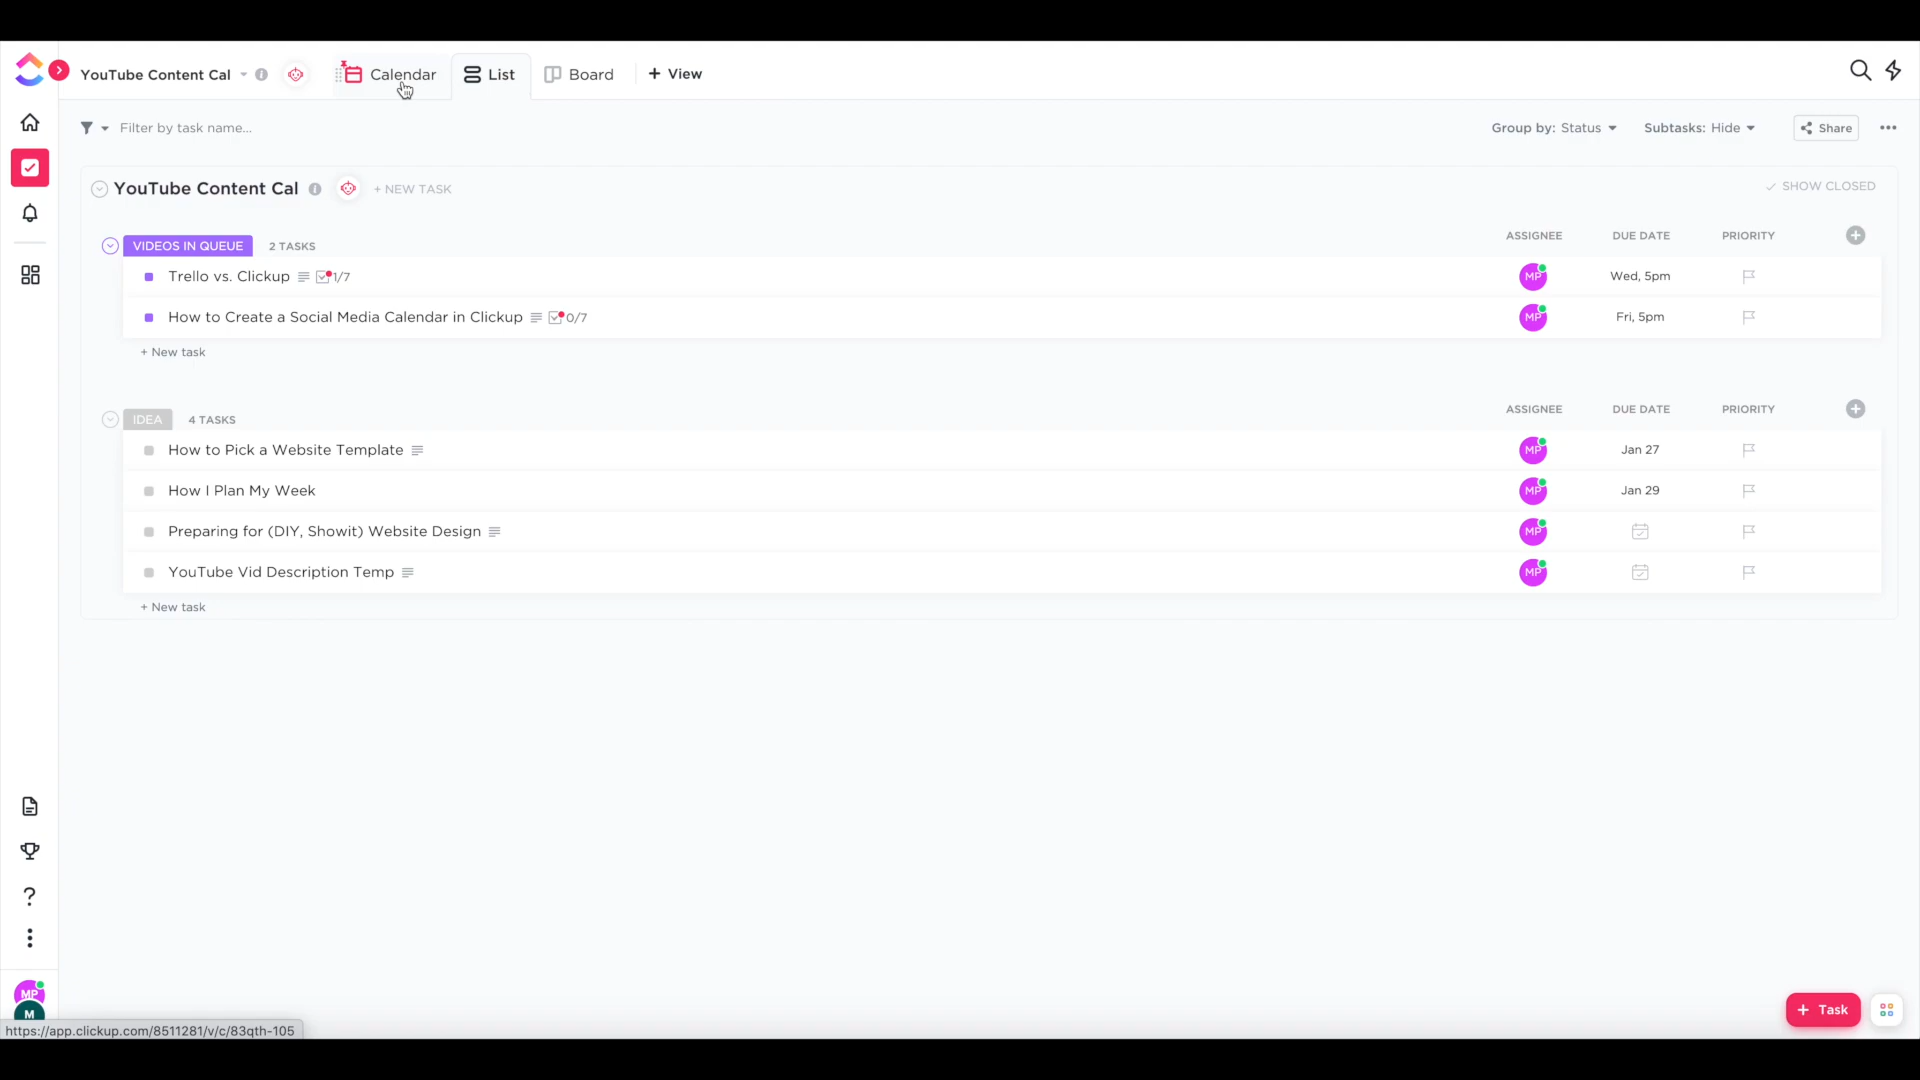 YouTube Content Cal
Calendar
List
Board
+ View
Filter by task name...
Group by: Status
Subtasks: Hide
Share
YouTube Content Cal
+ NEW TASK
SHOW CLOSED
VIDEOS IN QUEUE
2 TASKS
ASSIGNEE
DUE DATE
PRIORITY
Trello vs. Clickup
1/7
MP
Wed, 5pm
How to Create a Social Media Calendar in Clickup
0/7
MP
Fri, 5pm
+ New task
IDEA
4 TASKS
ASSIGNEE
DUE DATE
PRIORITY
How to Pick a Website Template
MP
Jan 27
How I Plan My Week
MP
Jan 29
Preparing for (DIY, Showit) Website Design
MP
YouTube Vid Description Temp
MP
+ New task
MP
M
+ Task
https://app.clickup.com/8511281/v/c/83qth-105